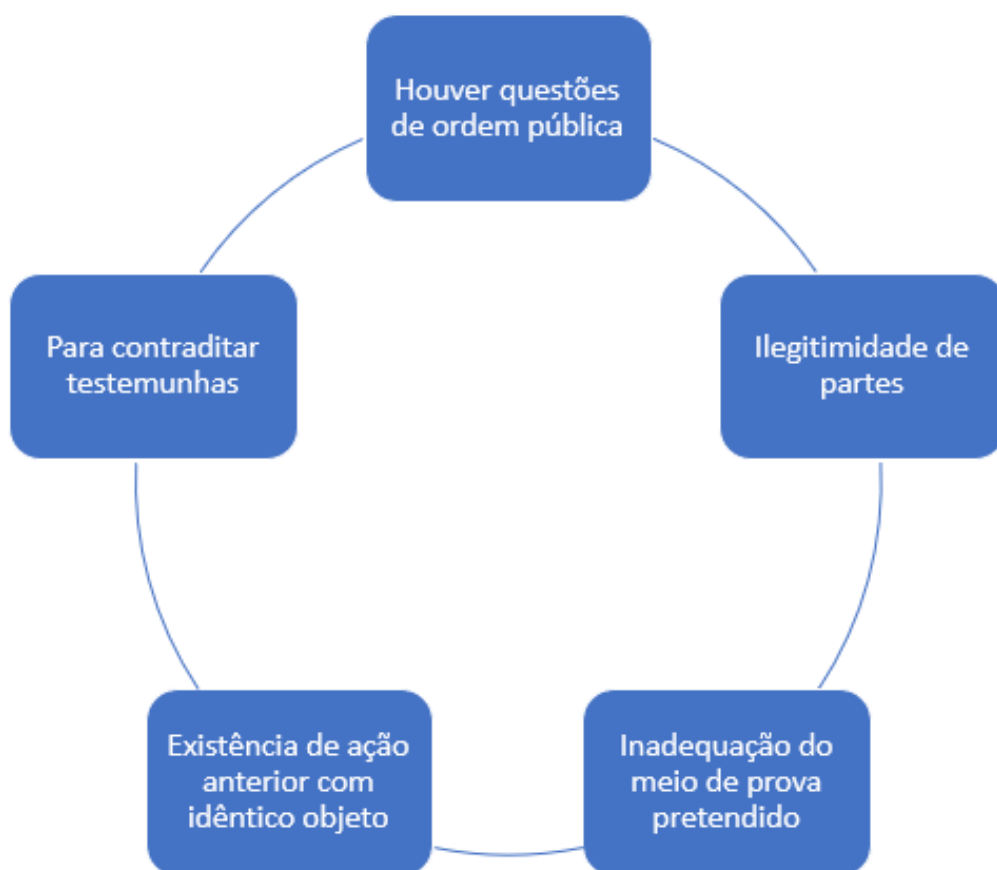 Houver questões
de ordem pública
Ilegitimidade de
partes
Inadequação do
meio de prova
pretendido
Existência de ação
anterior com
idêntico objeto
Para contraditar
testemunhas